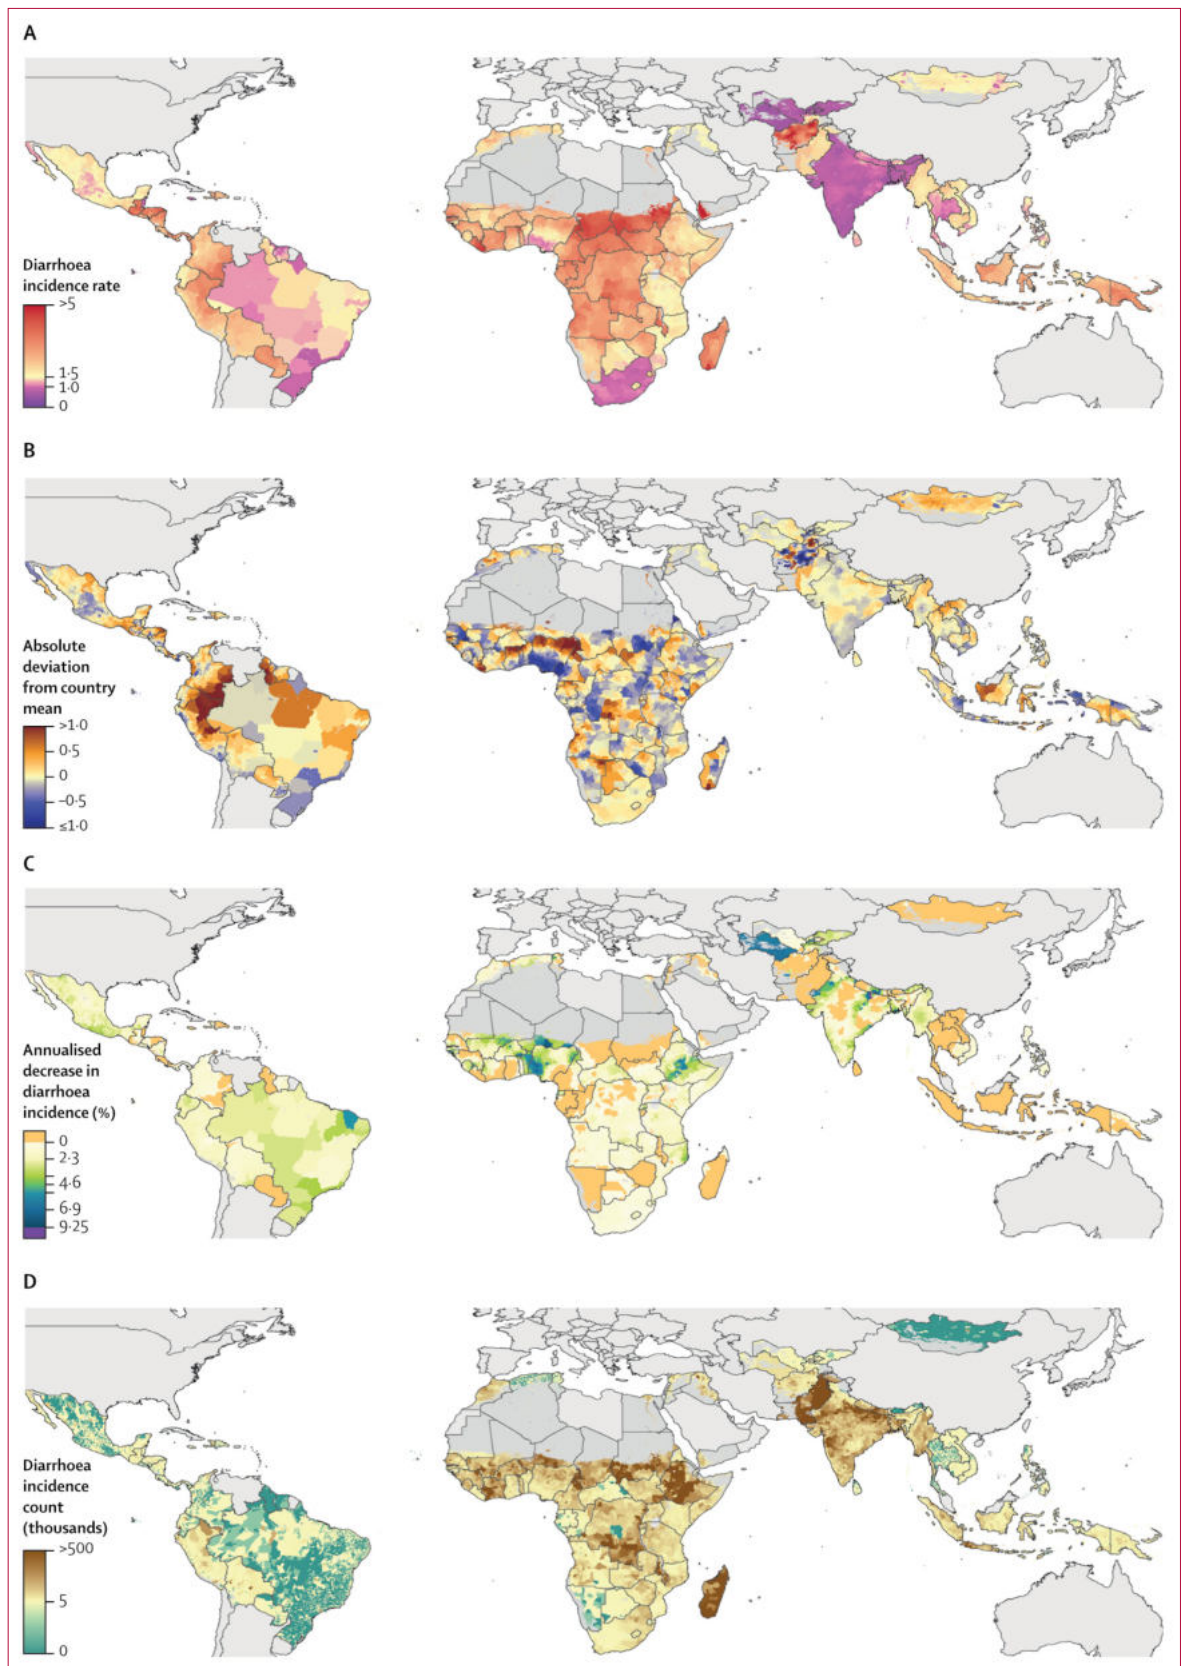 A
Diarrhoea
incidence rate
>5
1·5
1·0
0
B
Absolute
deviation
from country
mean
>1·0
0·5
0
–0·5
≤1·0
C
Annualised
decrease in
diarrhoea
incidence (%)
0
2·3
4·6
6·9
9·25
D
Diarrhoea
incidence
count
(thousands)
>500
5
0